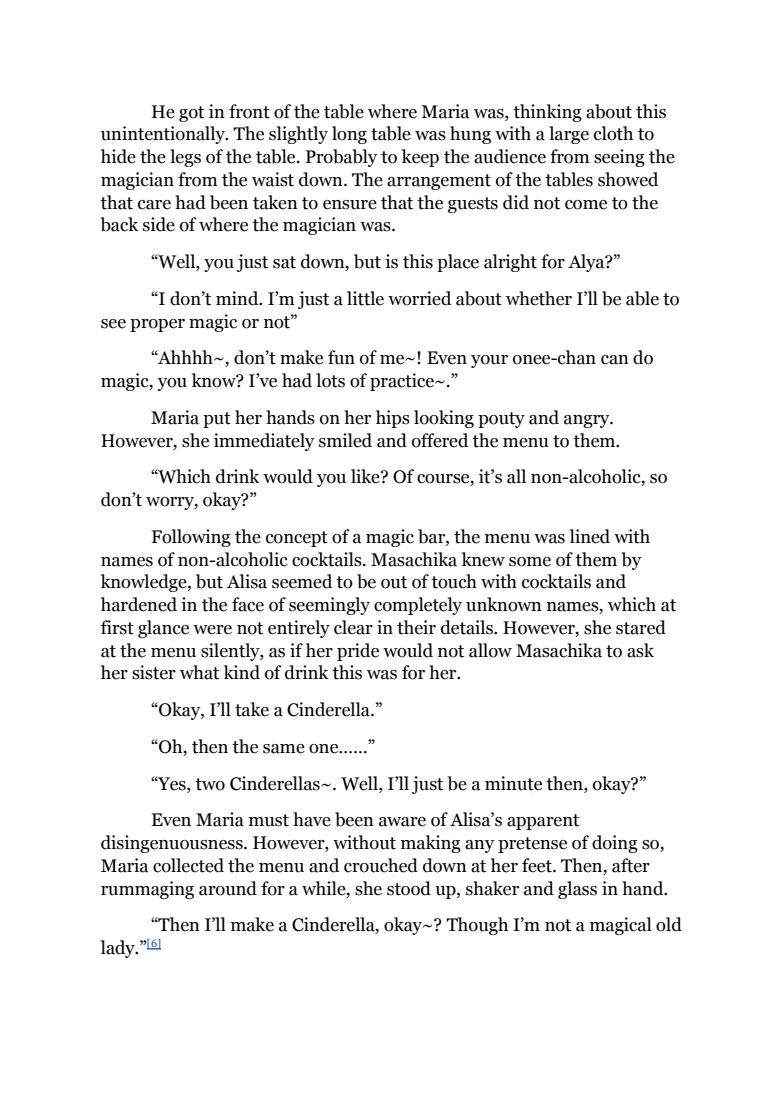 He got in front of the table where Maria was, thinking about this
unintentionally. The slightly long table was hung with a large cloth to
hide the legs of the table. Probably to keep the audience from seeing the
magician from the waist down. The arrangement of the tables showed
that care had been taken to ensure that the guests did not come to the
back side of where the magician was.
“Well, you just sat down, but is this place alright for Alya?”
“I don’t mind. I’m just a little worried about whether I’ll be able to
see proper magic or not”
“Ahhhh~, don’t make fun of me~! Even your onee-chan can do
magic, you know? I’ve had lots of practice~.”
Maria put her hands on her hips looking pouty and angry.
However, she immediately smiled and offered the menu to them.
“Which drink would you like? Of course, it’s all non-alcoholic, so
don’t worry, okay?”
Following the concept of a magic bar, the menu was lined with
names of non-alcoholic cocktails. Masachika knew some of them by
knowledge, but Alisa seemed to be out of touch with cocktails and
hardened in the face of seemingly completely unknown names, which at
first glance were not entirely clear in their details. However, she stared
at the menu silently, as if her pride would not allow Masachika to ask
her sister what kind of drink this was for her.
“Okay, I’ll take a Cinderella.”
“Oh, then the same one……”
“Yes, two Cinderellas~. Well, I’ll just be a minute then, okay?”
Even Maria must have been aware of Alisa’s apparent
disingenuousness. However, without making any pretense of doing so,
Maria collected the menu and crouched down at her feet. Then, after
rummaging around for a while, she stood up, shaker and glass in hand.
“Then I’ll make a Cinderella, okay~? Though I’m not a magical old
lady.”[6]